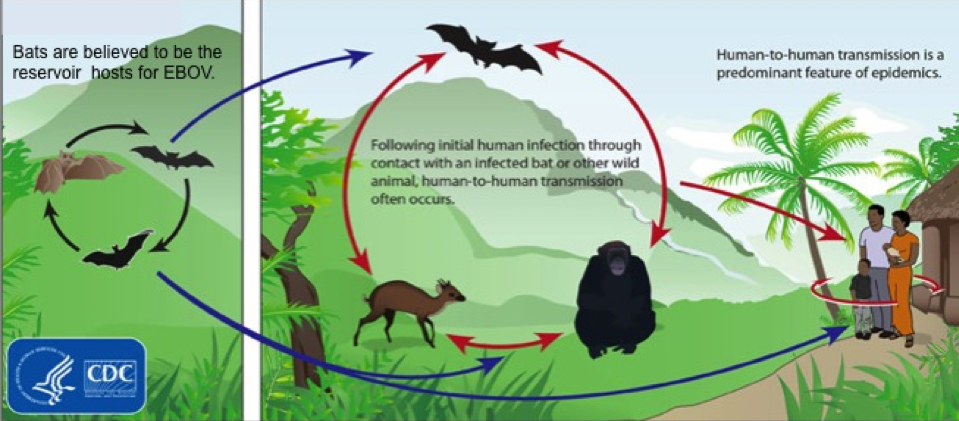 Bats are believed to be the
reservoir hosts for EBOV.
Following initial human infection through
contact with an infected bat or other wild
animal, human-to-human transmission
often occurs.
Human-to-human transmission is a
predominant feature of epidemics.
CDC